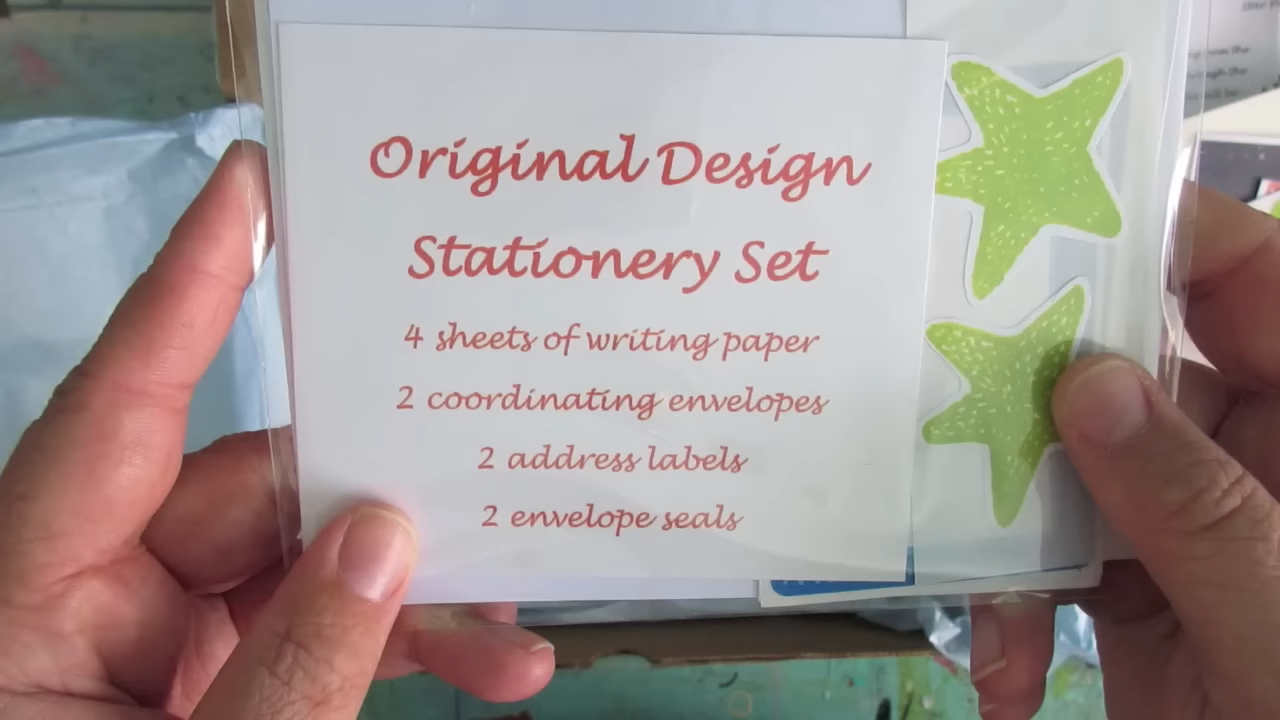 Original Design
Stationery Set
4 sheets of writing paper
2 coordinating envelopes
2 address labels
2 envelope seals